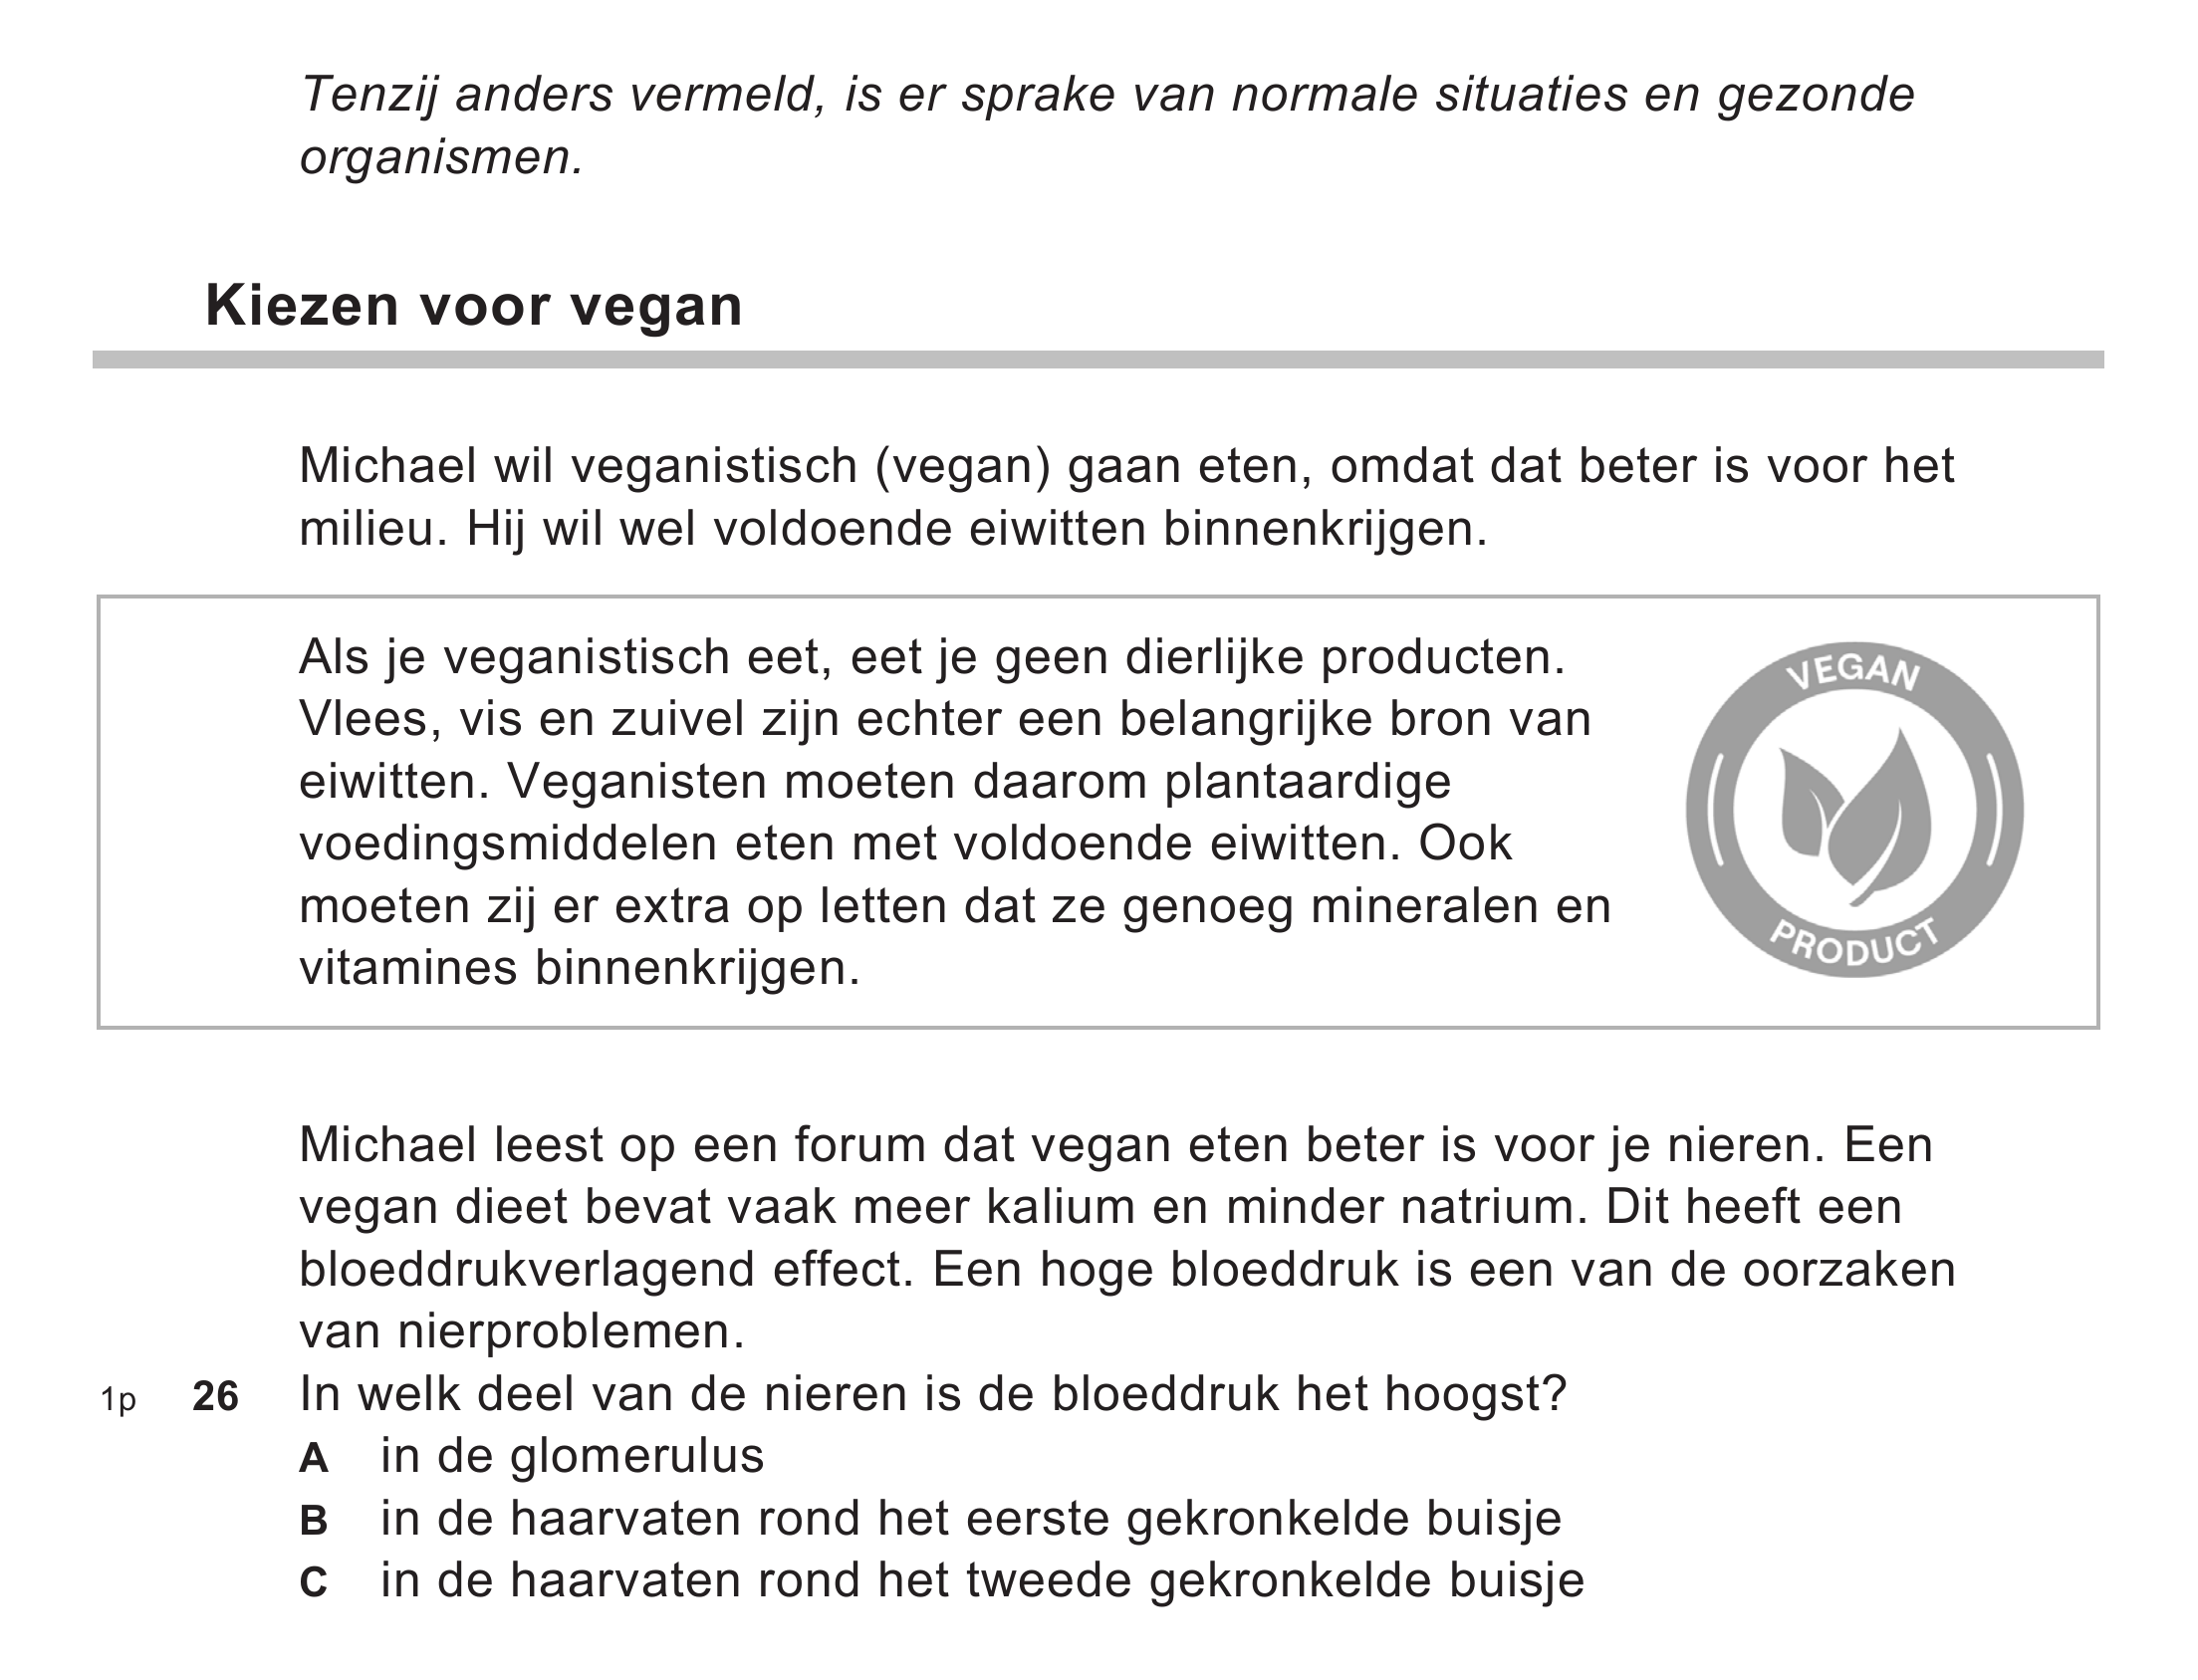 Tenzij anders vermeld, is er sprake van normale situaties en gezonde
organismen.
Kiezen voor vegan
Michael wil veganistisch (vegan) gaan eten, omdat dat beter is voor het
milieu. Hij wil wel voldoende eiwitten binnenkrijgen.
Als je veganistisch eet, eet je geen dierlijke producten.
Vlees, vis en zuivel zijn echter een belangrijke bron van
eiwitten. Veganisten moeten daarom plantaardige
voedingsmiddelen eten met voldoende eiwitten. Ook
moeten zij er extra op letten dat ze genoeg mineralen en
vitamines binnenkrijgen.
VEGAN
PRODUCT
Michael leest op een forum dat vegan eten beter is voor je nieren. Een
vegan dieet bevat vaak meer kalium en minder natrium. Dit heeft een
bloeddrukverlagend effect. Een hoge bloeddruk is een van de oorzaken
van nierproblemen.
1p 26 In welk deel van de nieren is de bloeddruk het hoogst?
A in de glomerulus
B in de haarvaten rond het eerste gekronkelde buisje
C in de haarvaten rond het tweede gekronkelde buisje